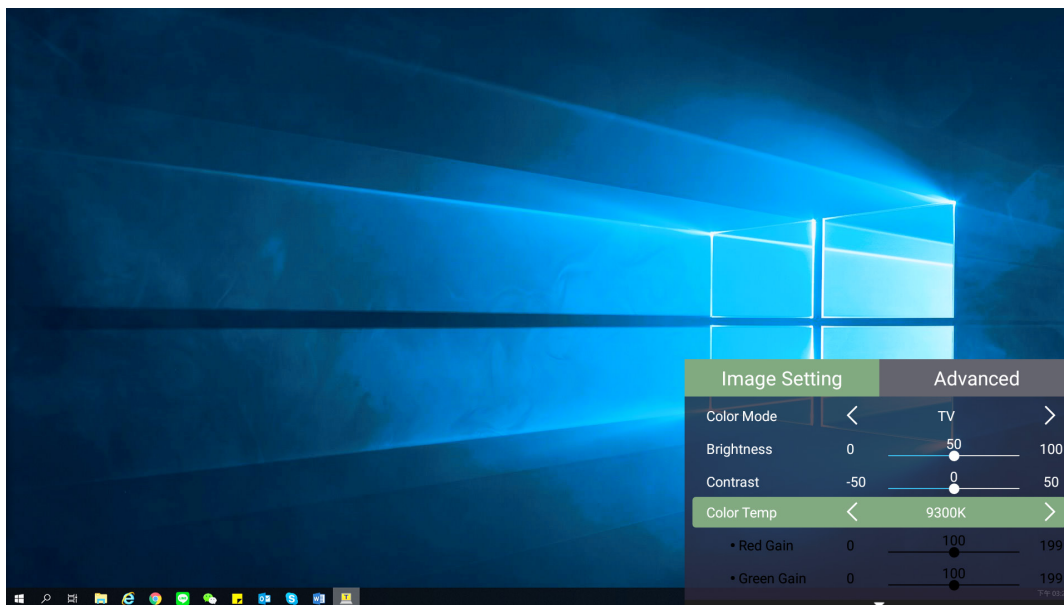 Image Setting Advanced
Color Mode TV
Brightness 0 50 100
Contrast -50 0 50
Color Temp 9300K
• Red Gain 0 100 199
• Green Gain 0 100 199